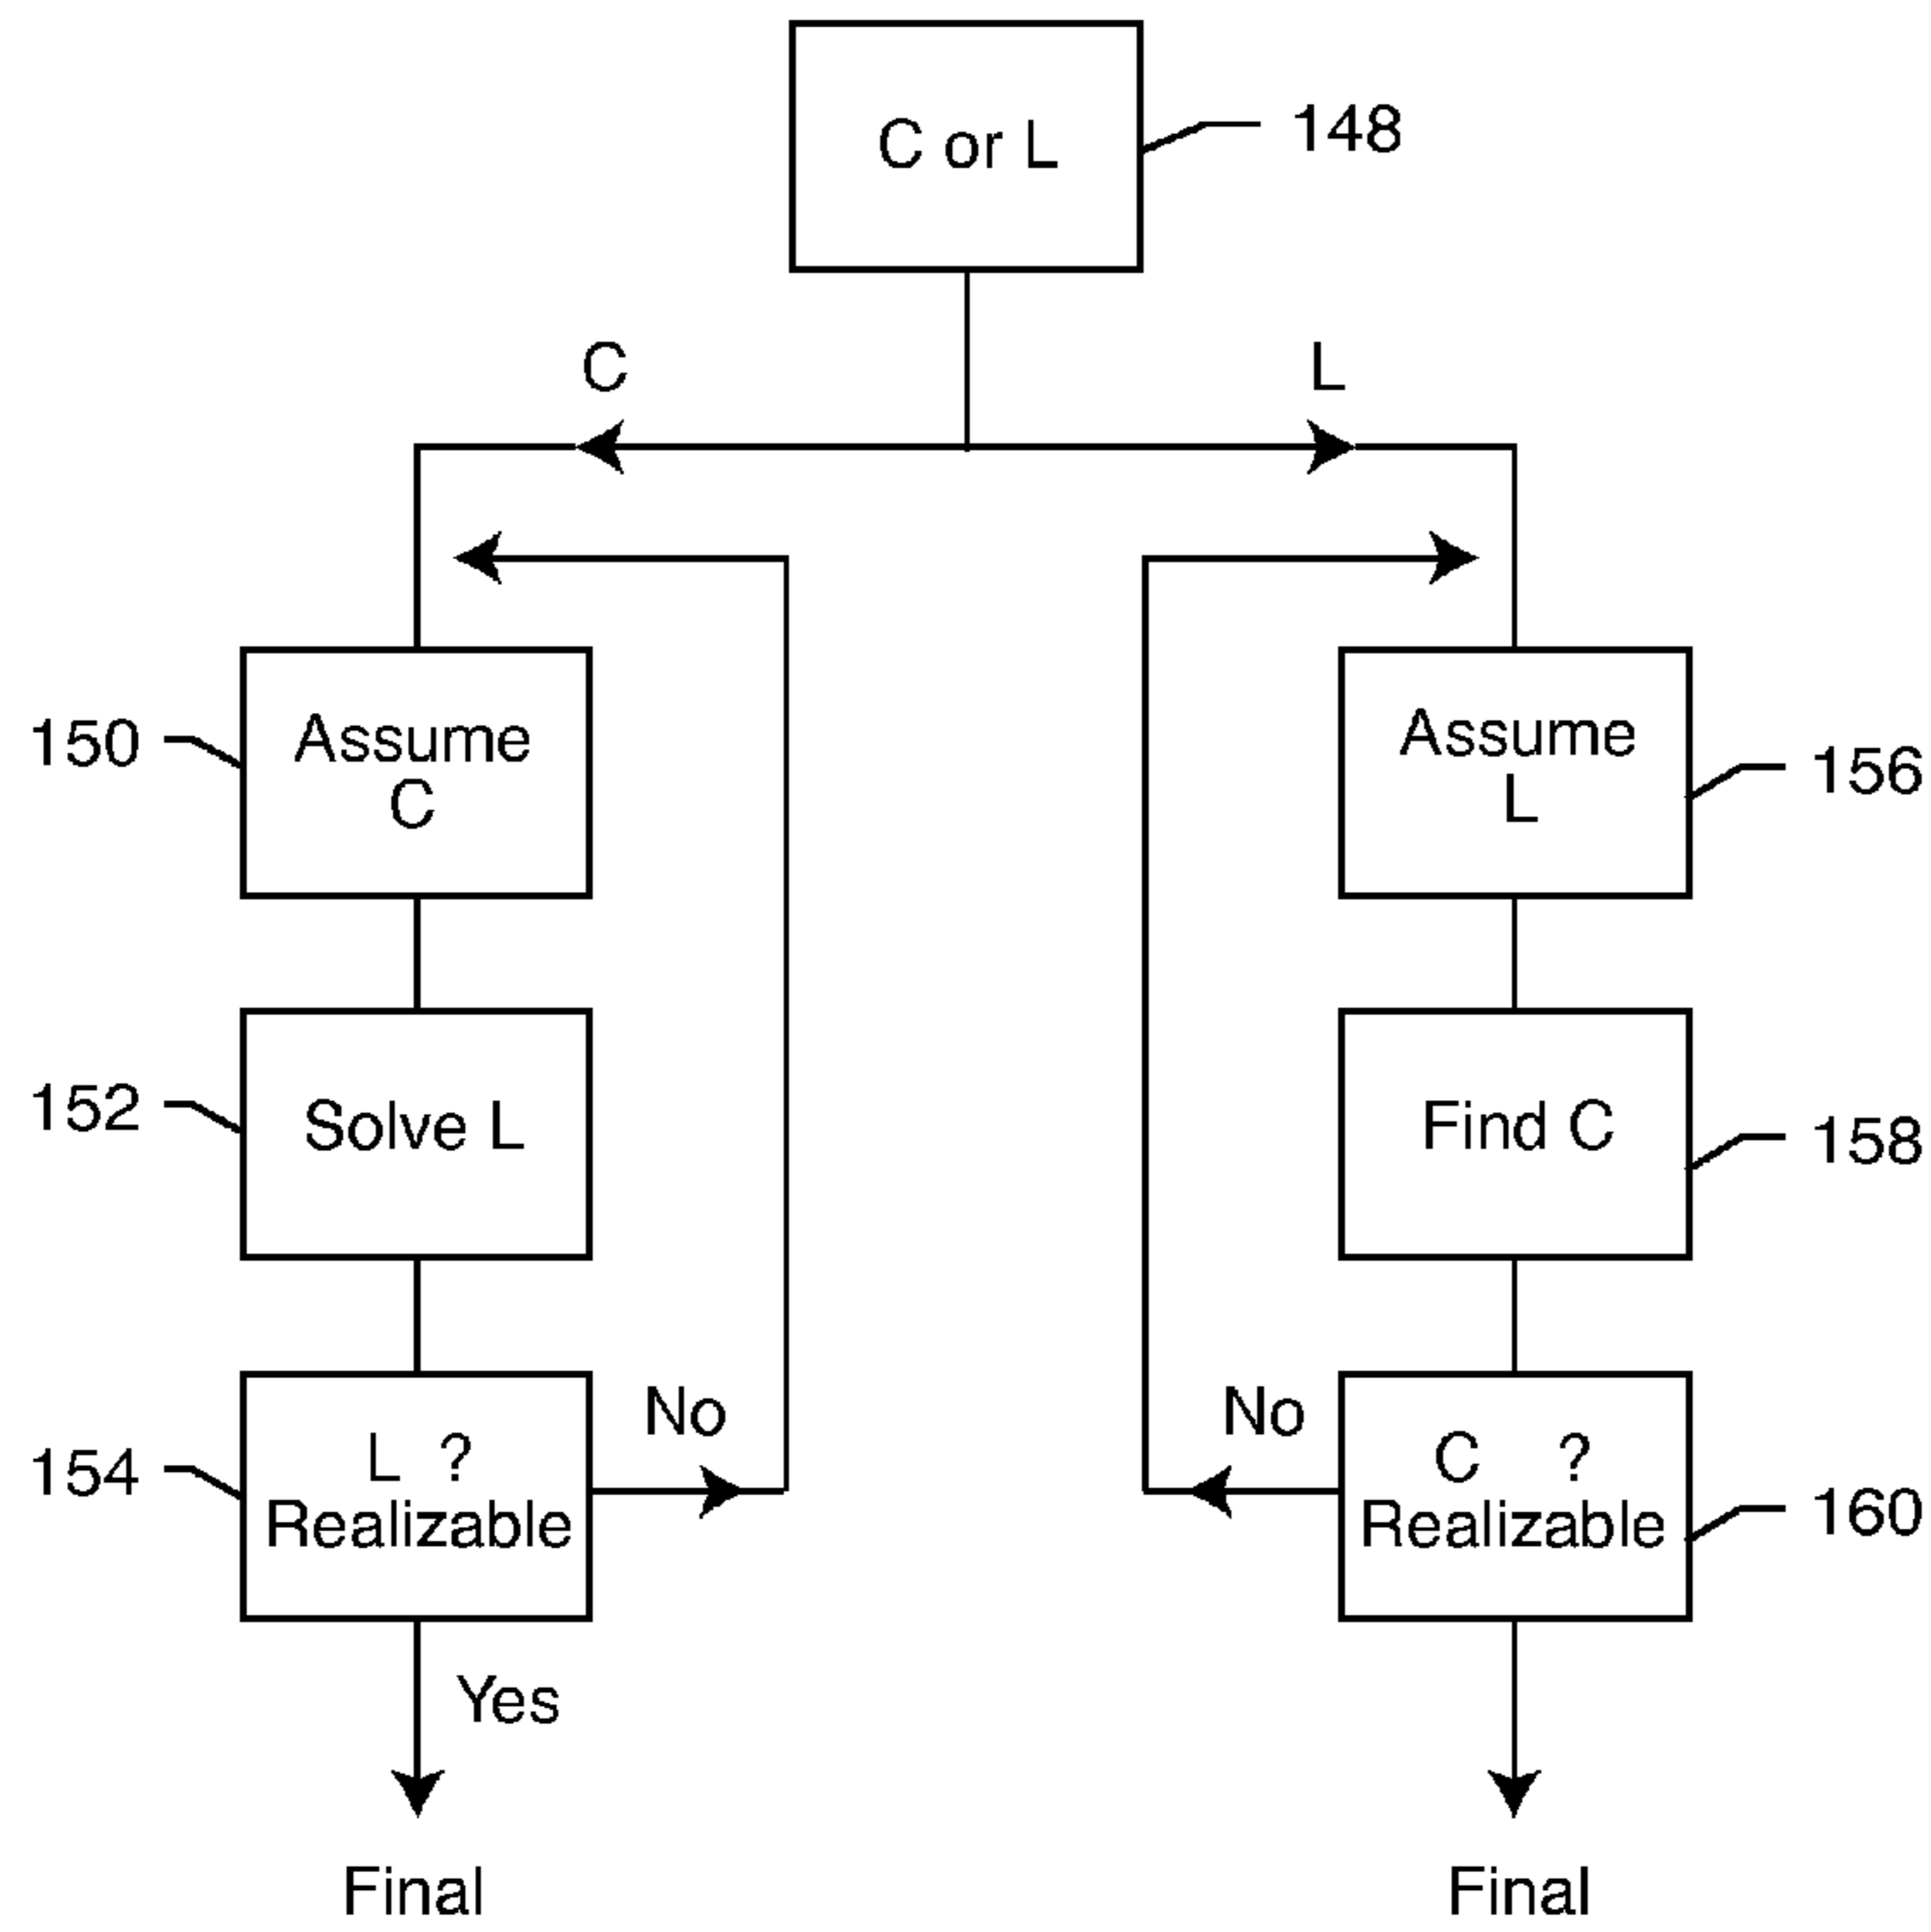 C or L
148
C
L
150
Assume
C
Assume
L
156
152
Solve L
Find C
158
154
L ?
Realizable
No
No
C ?
Realizable
160
Yes
Final
Final